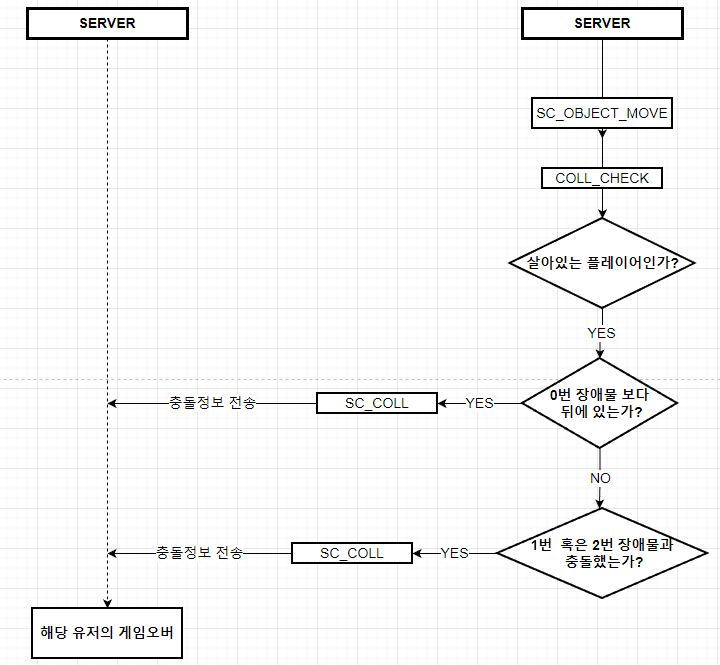 SERVER
SERVER
SC_OBJECT_MOVE
COLL_CHECK
살아있는 플레이어인가?
YES
0번 장애물 보다
뒤에 있는가?
YES
SC_COLL
충돌정보 전송
NO
1번 혹은 2번 장애물과
충돌했는가?
YES
SC_COLL
충돌정보 전송
해당 유저의 게임오버